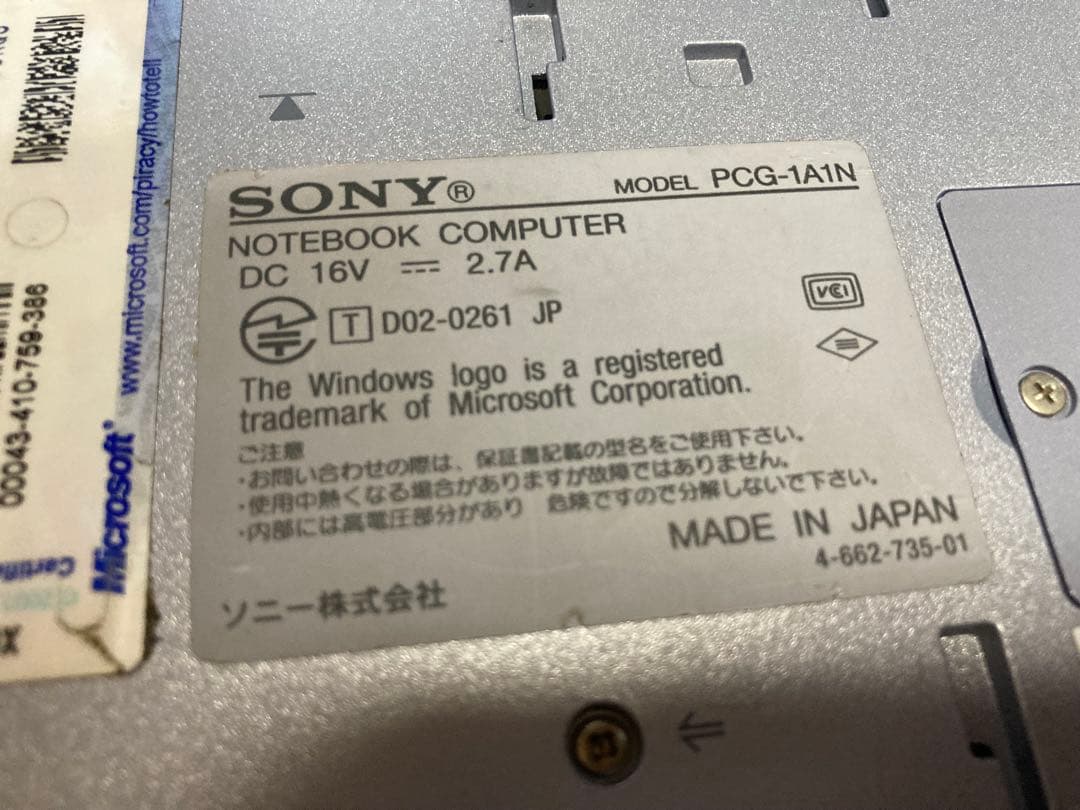 SONY®
MODEL PCG-1A1N
NOTEBOOK COMPUTER
DC 16V ⎓ 2.7A
T D02-0261 JP
VCI
The Windows logo is a registered
trademark of Microsoft Corporation.
ご注意
・お問い合わせの際は、保証書記載の型名をご使用下さい。
・使用中熱くなる場合がありますが故障ではありません。
・内部には高電圧部分があり 危険ですので分解しないで下さい。
MADE IN JAPAN
4-662-735-01
ソニー株式会社
www.microsoft.com/piracy/howtotell
00043-410-759-386
Microsoft®